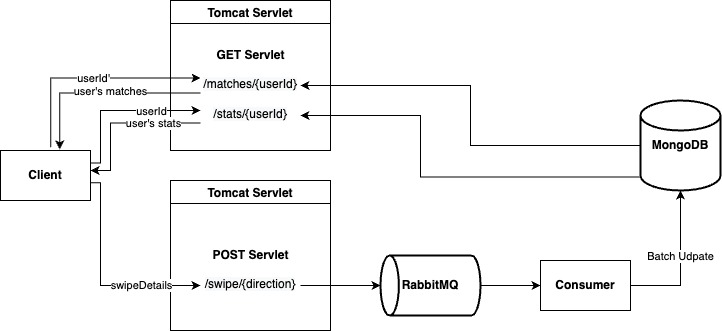 Tomcat Servlet
GET Servlet
userId'
/matches/{userId}
user's matches
userId
/stats/{userId}
user's stats
MongoDB
Client
Tomcat Servlet
POST Servlet
Batch Udpate
swipeDetails
/swipe/{direction}
RabbitMQ
Consumer